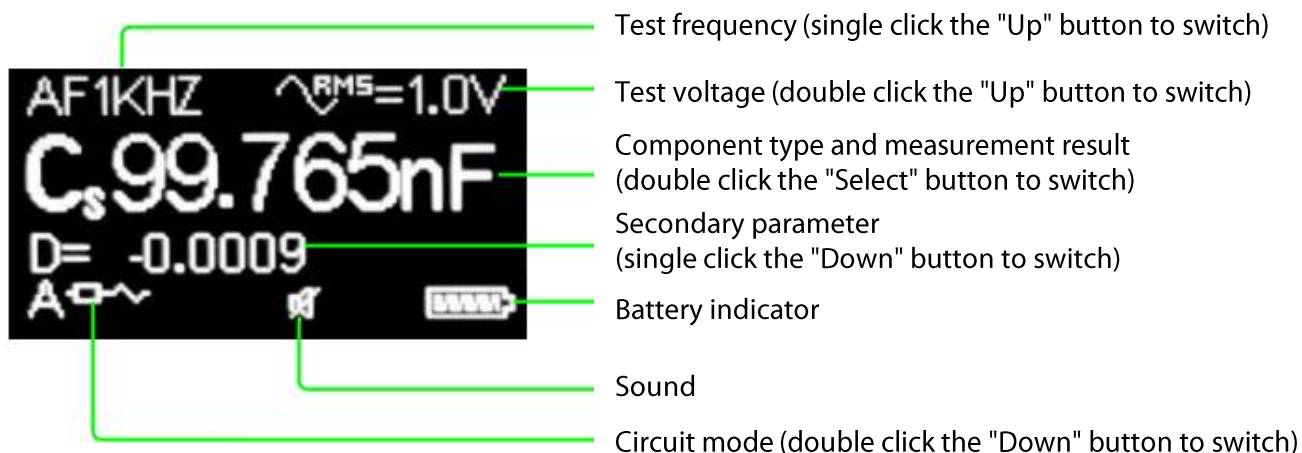 Test frequency (single click the "Up" button to switch)
AF1KHZ
RMS=1.0V
Test voltage (double click the "Up" button to switch)
Cs99.765nF
Component type and measurement result
(double click the "Select" button to switch)
D= -0.0009
Secondary parameter
(single click the "Down" button to switch)
A
Battery indicator
Sound
Circuit mode (double click the "Down" button to switch)